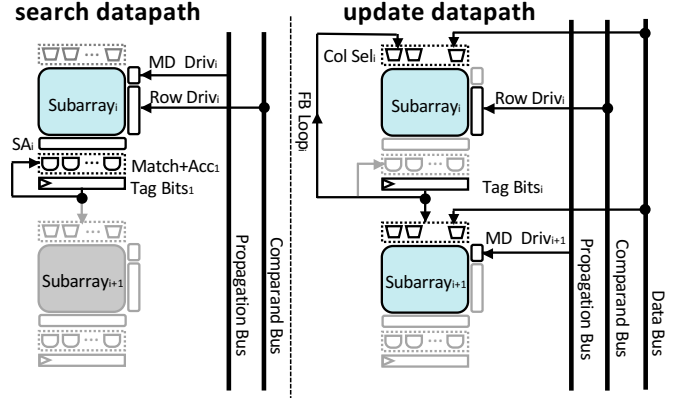 search datapath
MD Drivᵢ
Subarrayᵢ
Row Drivᵢ
SAᵢ
Match+Acc₁
Tag Bits₁
Subarrayᵢ₊₁
Propagation Bus
Comparand Bus
update datapath
Col Selᵢ
FB Loopᵢ
Subarrayᵢ
Row Drivᵢ
Tag Bitsᵢ
MD Drivᵢ₊₁
Subarrayᵢ₊₁
Propagation Bus
Comparand Bus
Data Bus